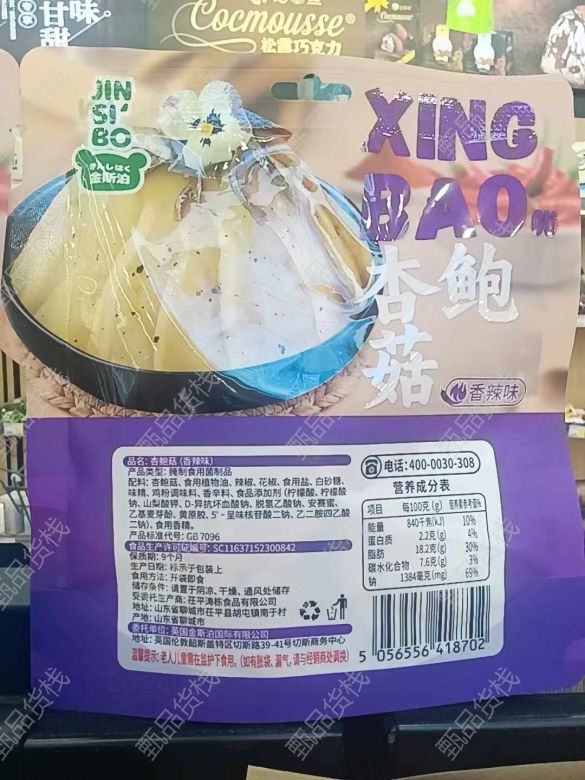 甘味
甜
Cocmousse
松露巧克力
JIN
SI'
BO
きんしはく
金斯泊
XING
BAO
杏鲍
菇
香辣味
品名: 杏鲍菇 (香辣味)
产品类型: 腌制食用菌制品
配料: 杏鲍菇、食用植物油、辣椒、花椒、食用盐、白砂糖、
味精、鸡粉调味料、香辛料、食品添加剂 (柠檬酸、柠檬酸
钠、山梨酸钾、D-异抗坏血酸钠、脱氢乙酸钠、安赛蜜、
乙基麦芽酚、黄原胶、5'-呈味核苷酸二钠、乙二胺四乙酸
二钠)、食用香精。
产品标准代号: GB 7096
食品生产许可证编号: SC11637152300842
保质期: 9个月
生产日期: 标示于包装上
食用方法: 开袋即食
储存条件: 请置于阴凉、干燥、通风处储存
受委托生产商: 茌平涛栋食品有限公司
地址: 山东省聊城市茌平县胡屯镇南于村
产地: 山东省聊城市
委托单位: 英国金斯泊国际有限公司
地址: 英国伦敦韶斯盖特区切斯路39-41号切斯商务中心
温馨提示: 老人儿童需在监护下食用。(如有胀袋、漏气, 请与经销商处调换)
电话: 400-0030-308
营养成分表
项目 每100克(g) 营养素参考值%
能量 840千焦(kJ) 10%
蛋白质 2.2克(g) 4%
脂肪 18.2克(g) 30%
碳水化合物 7.6克(g) 3%
钠 1384毫克(mg) 69%
5 056556 418702
甄品货栈